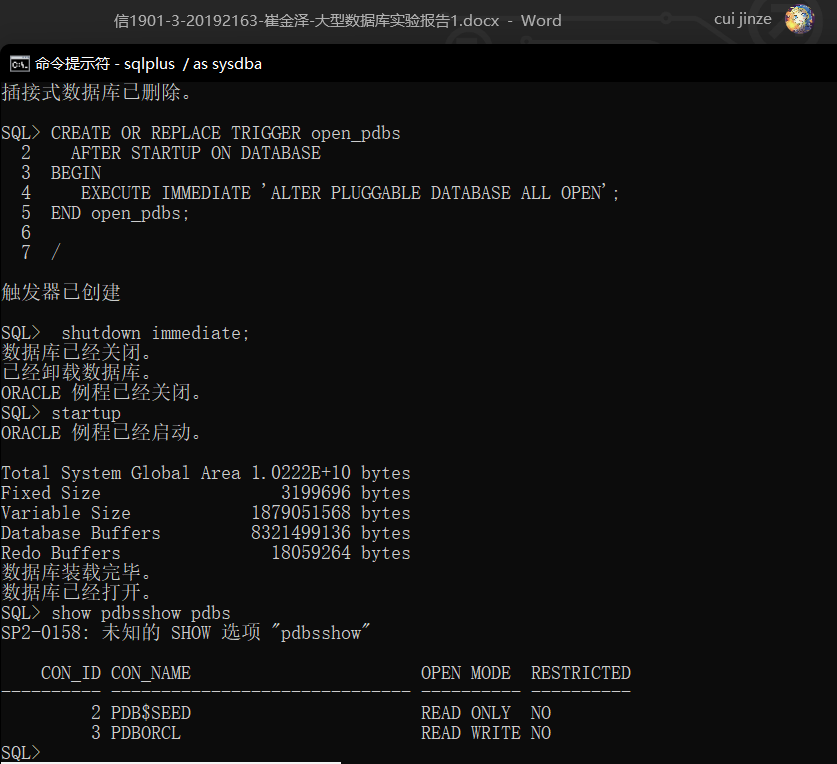 信1901-3-20192163-崔金泽-大型数据库实验报告1.docx - Word
cui jinze
命令提示符 - sqlplus / as sysdba
插接式数据库已删除。
SQL> CREATE OR REPLACE TRIGGER open_pdbs
2 AFTER STARTUP ON DATABASE
3 BEGIN
4 EXECUTE IMMEDIATE 'ALTER PLUGGABLE DATABASE ALL OPEN';
5 END open_pdbs;
6
7 /
触发器已创建
SQL> shutdown immediate;
数据库已经关闭。
已经卸载数据库。
ORACLE 例程已经关闭。
SQL> startup
ORACLE 例程已经启动。
Total System Global Area 1.0222E+10 bytes
Fixed Size 3199696 bytes
Variable Size 1879051568 bytes
Database Buffers 8321499136 bytes
Redo Buffers 18059264 bytes
数据库装载完毕。
数据库已经打开。
SQL> show pdbsshow pdbs
SP2-0158: 未知的 SHOW 选项 "pdbsshow"
CON_ID CON_NAME OPEN MODE RESTRICTED
---------- ------------------------------ ---------- ----------
2 PDB$SEED READ ONLY NO
3 PDBORCL READ WRITE NO
SQL>